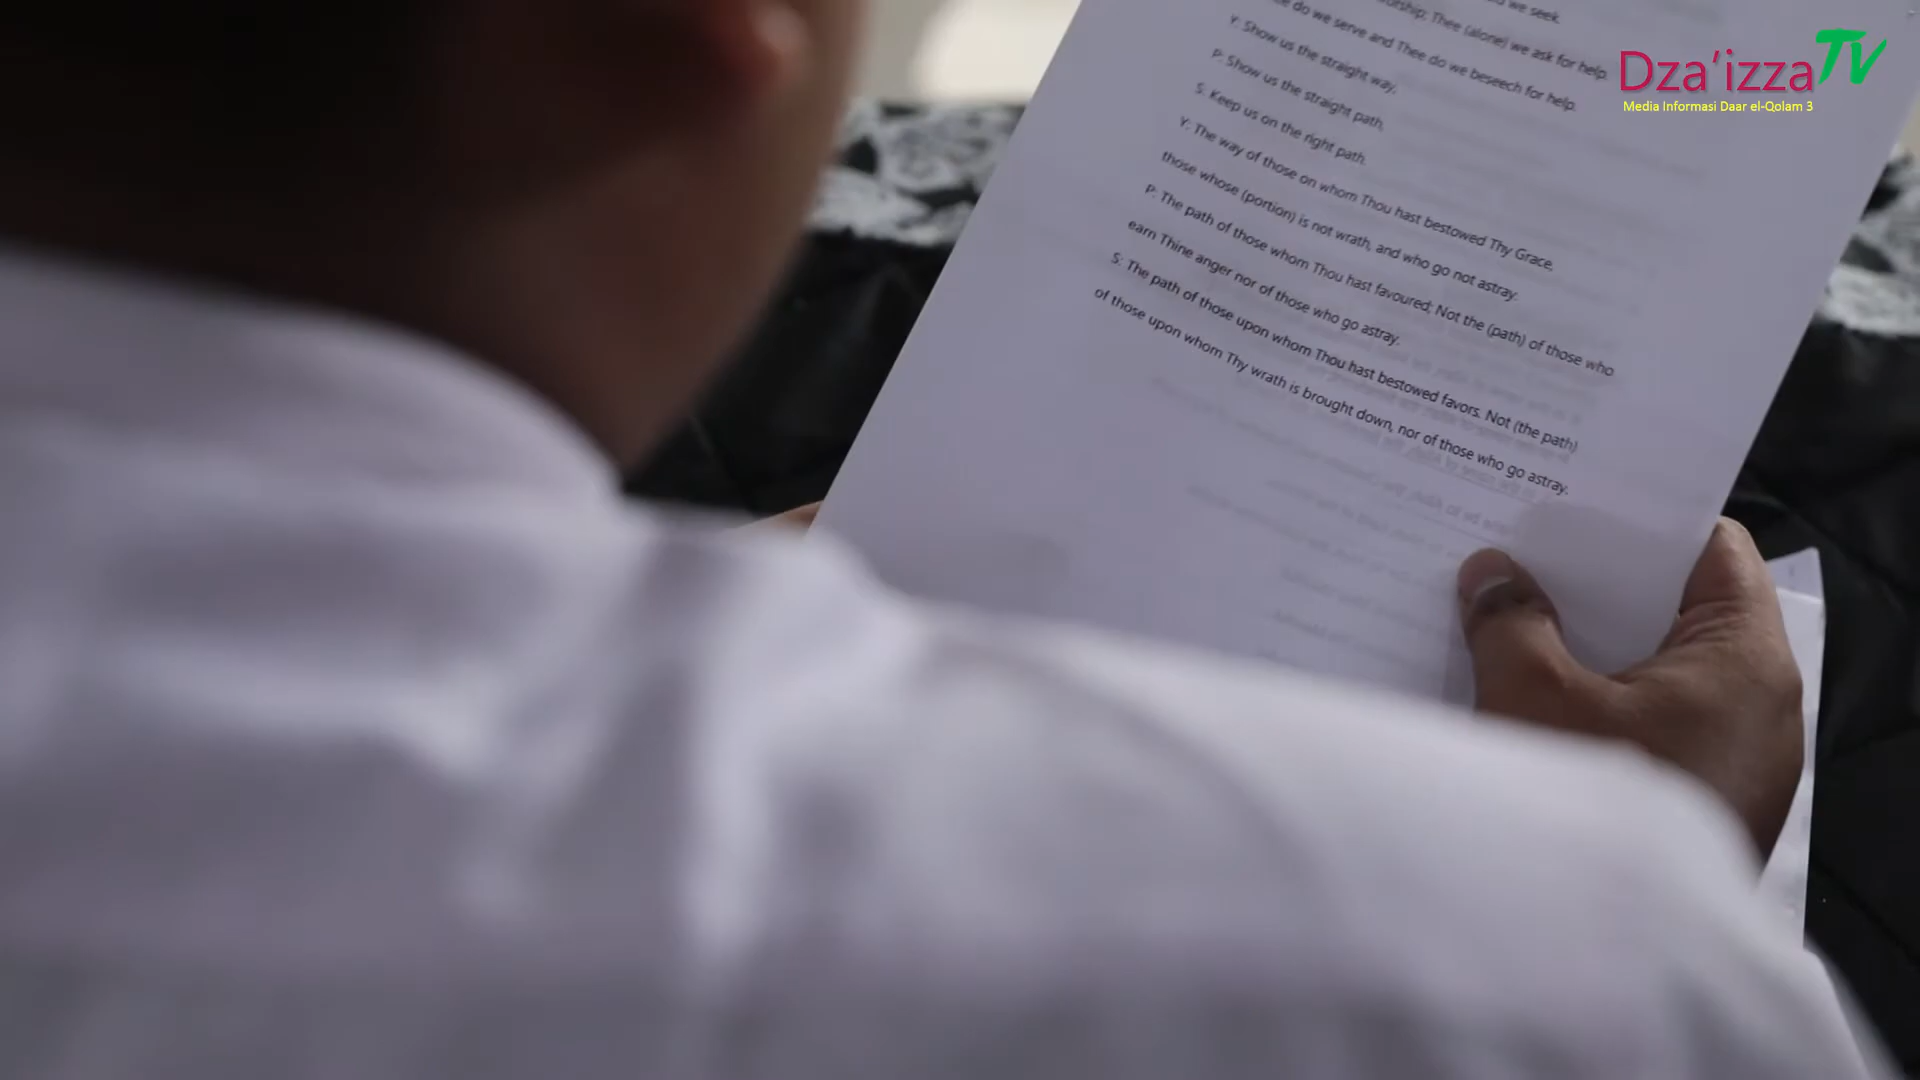 we seek.
Thee (alone) we ask for help.
do we serve and Thee do we beseech for help.
Y: Show us the straight way.
P: Show us the straight path,
S: Keep us on the right path.
Y: The way of those on whom Thou hast bestowed Thy Grace,
those whose (portion) is not wrath, and who go not astray.
P: The path of those whom Thou hast favoured; Not the (path) of those who
earn Thine anger nor of those who go astray.
S: The path of those upon whom Thou hast bestowed favors. Not (the path)
of those upon whom Thy wrath is brought down, nor of those who go astray.
Dza'izza TV
Media Informasi Daar el-Qolam 3